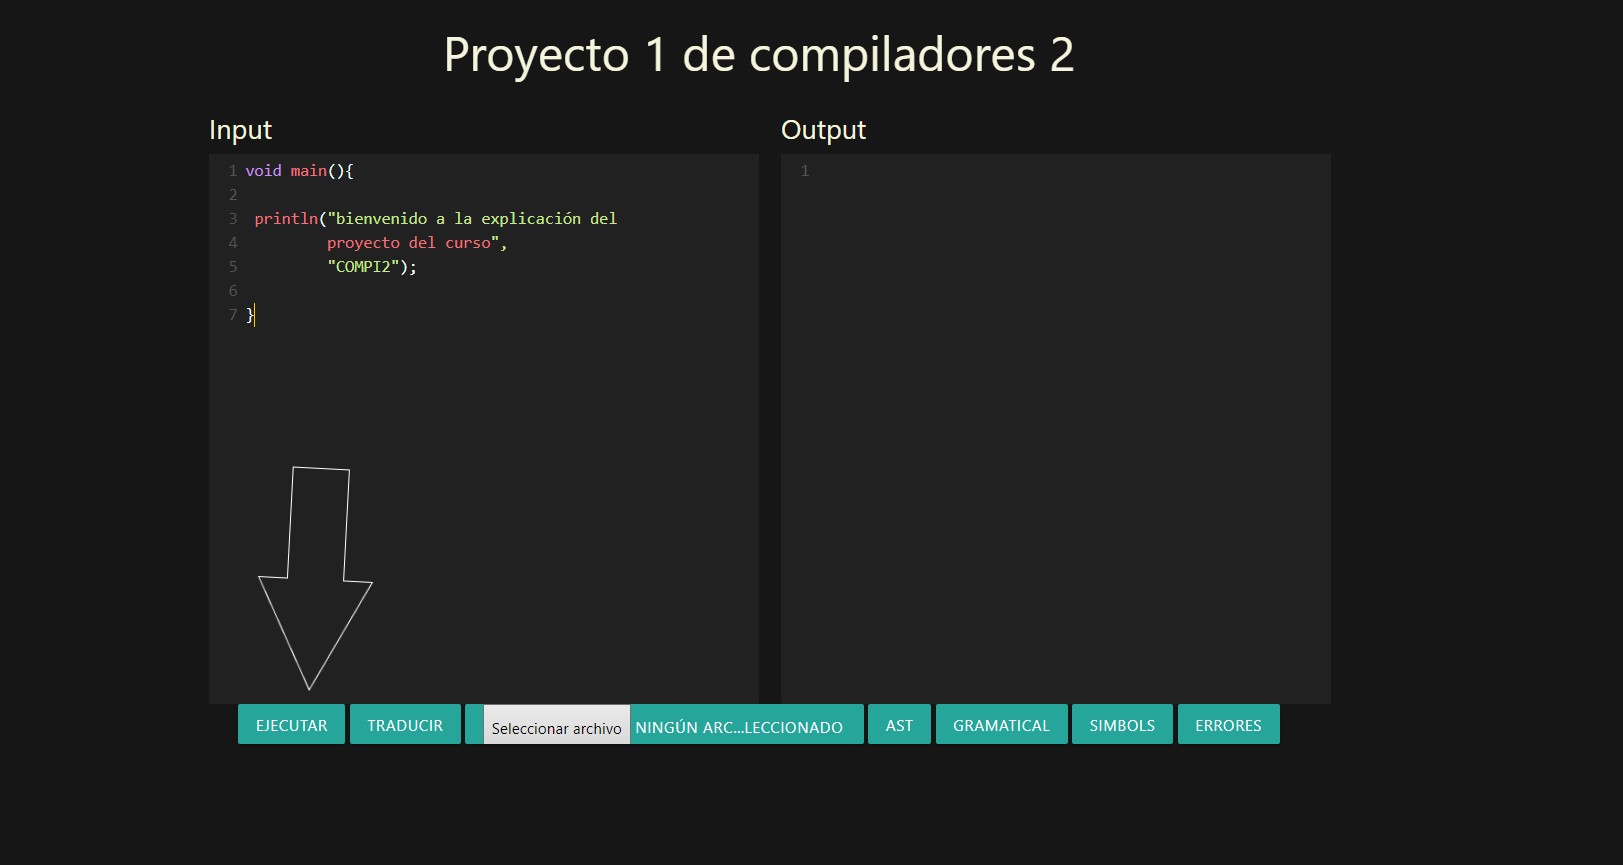 Proyecto 1 de compiladores 2
Input
1 void main(){
2
3 println("bienvenido a la explicación del
4 proyecto del curso",
5 "COMPI2");
6
7 }
Output
1
EJECUTAR
TRADUCIR
Seleccionar archivo NINGÚN ARC...LECCIONADO
AST
GRAMATICAL
SIMBOLS
ERRORES